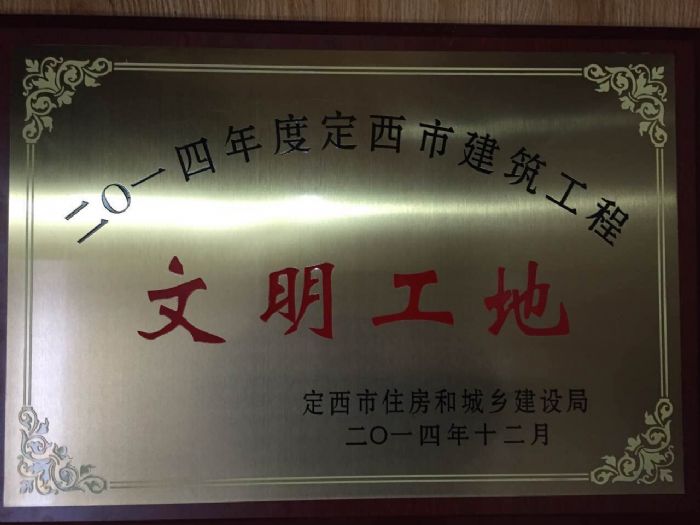 二〇一四年度定西市建筑工程
文明工地
定西市住房和城乡建设局
二〇一四年十二月